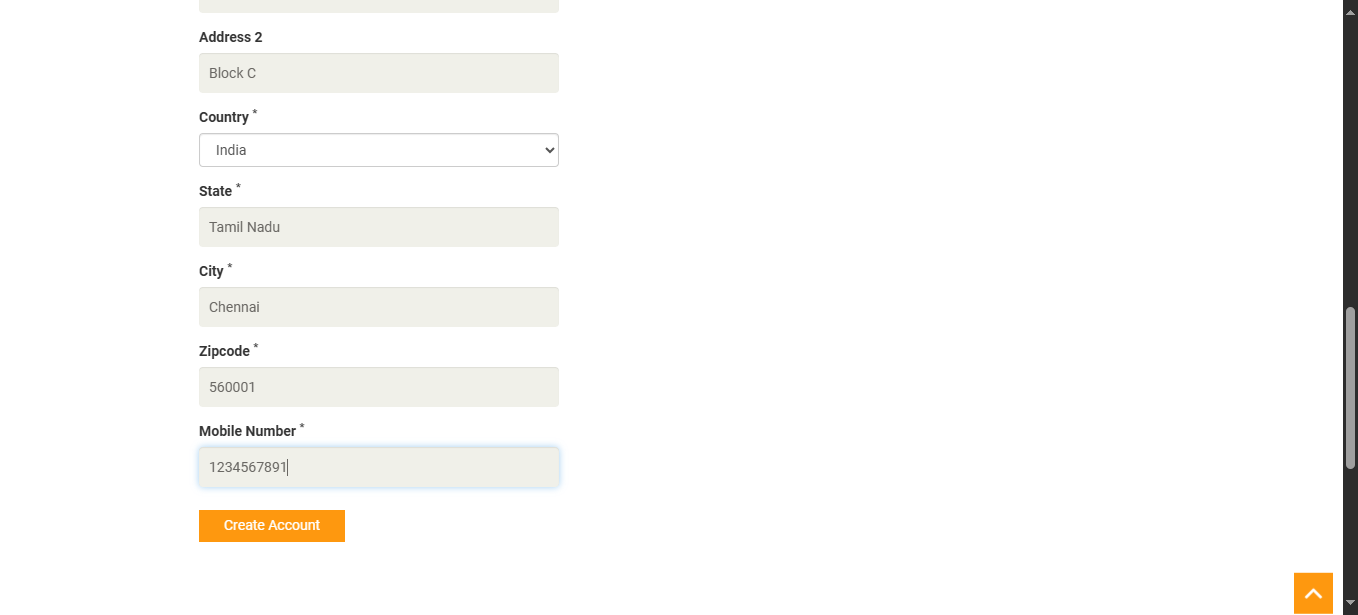 Address 2
Block C
Country *
India
State *
Tamil Nadu
City *
Chennai
Zipcode *
560001
Mobile Number *
1234567891
Create Account